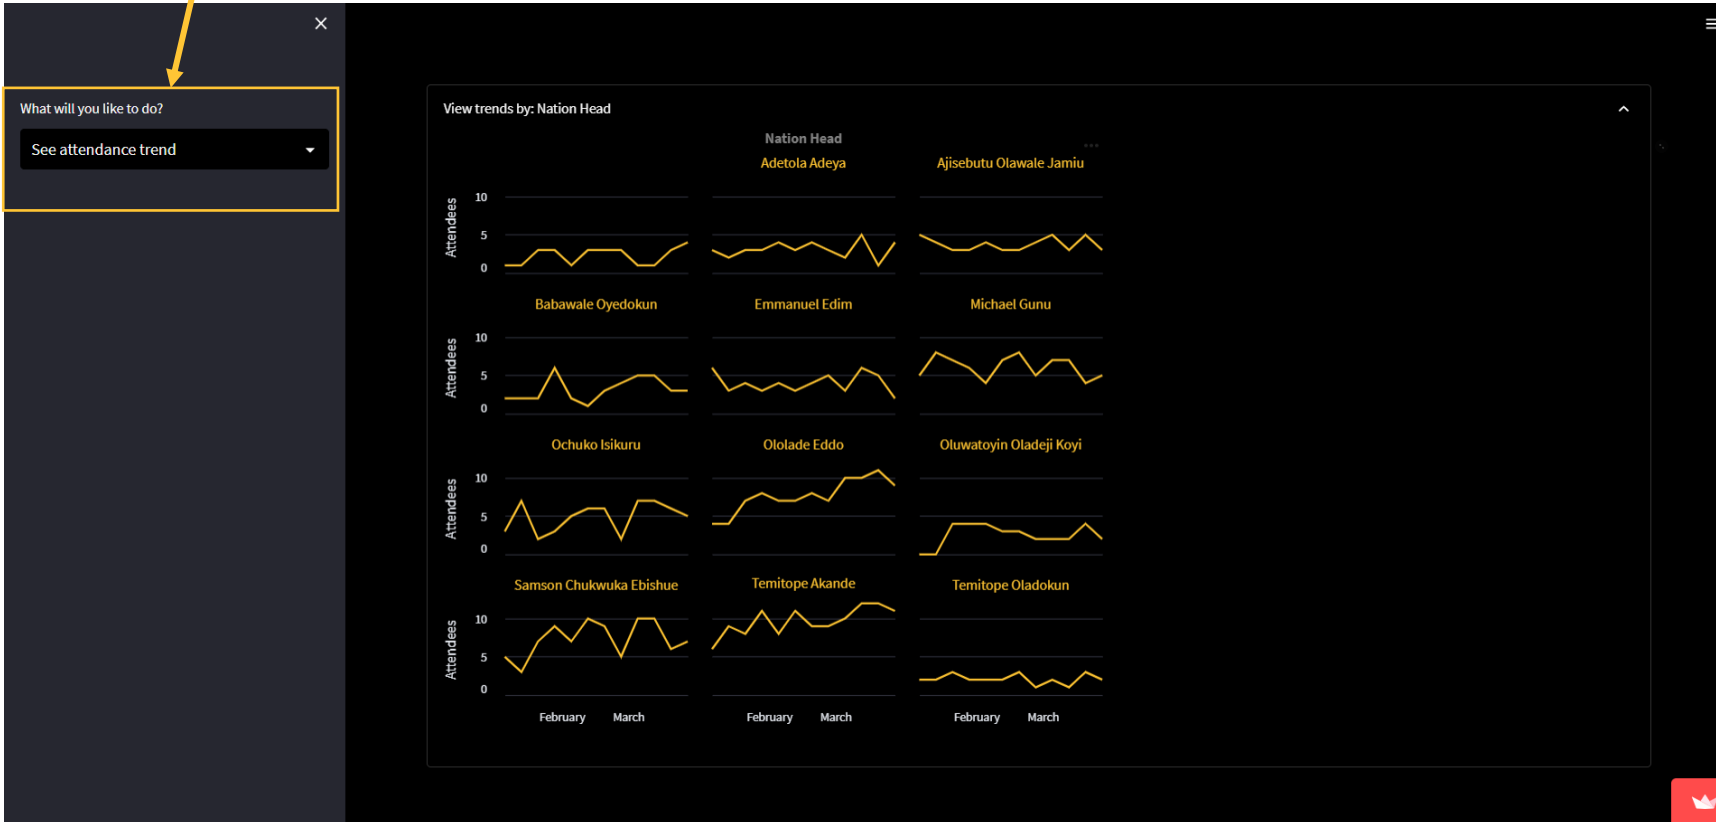 What will you like to do?
See attendance trend
View trends by: Nation Head
Nation Head
Adetola Adeya
Ajisebutu Olawale Jamiu
Attendees
10
5
0
Babawale Oyedokun
Emmanuel Edim
Michael Gunu
Attendees
10
5
0
Ochuko Isikuru
Ololade Eddo
Oluwatoyin Oladeji Koyi
Attendees
10
5
0
Samson Chukwuka Ebishue
Temitope Akande
Temitope Oladokun
Attendees
10
5
0
February
March
February
March
February
March